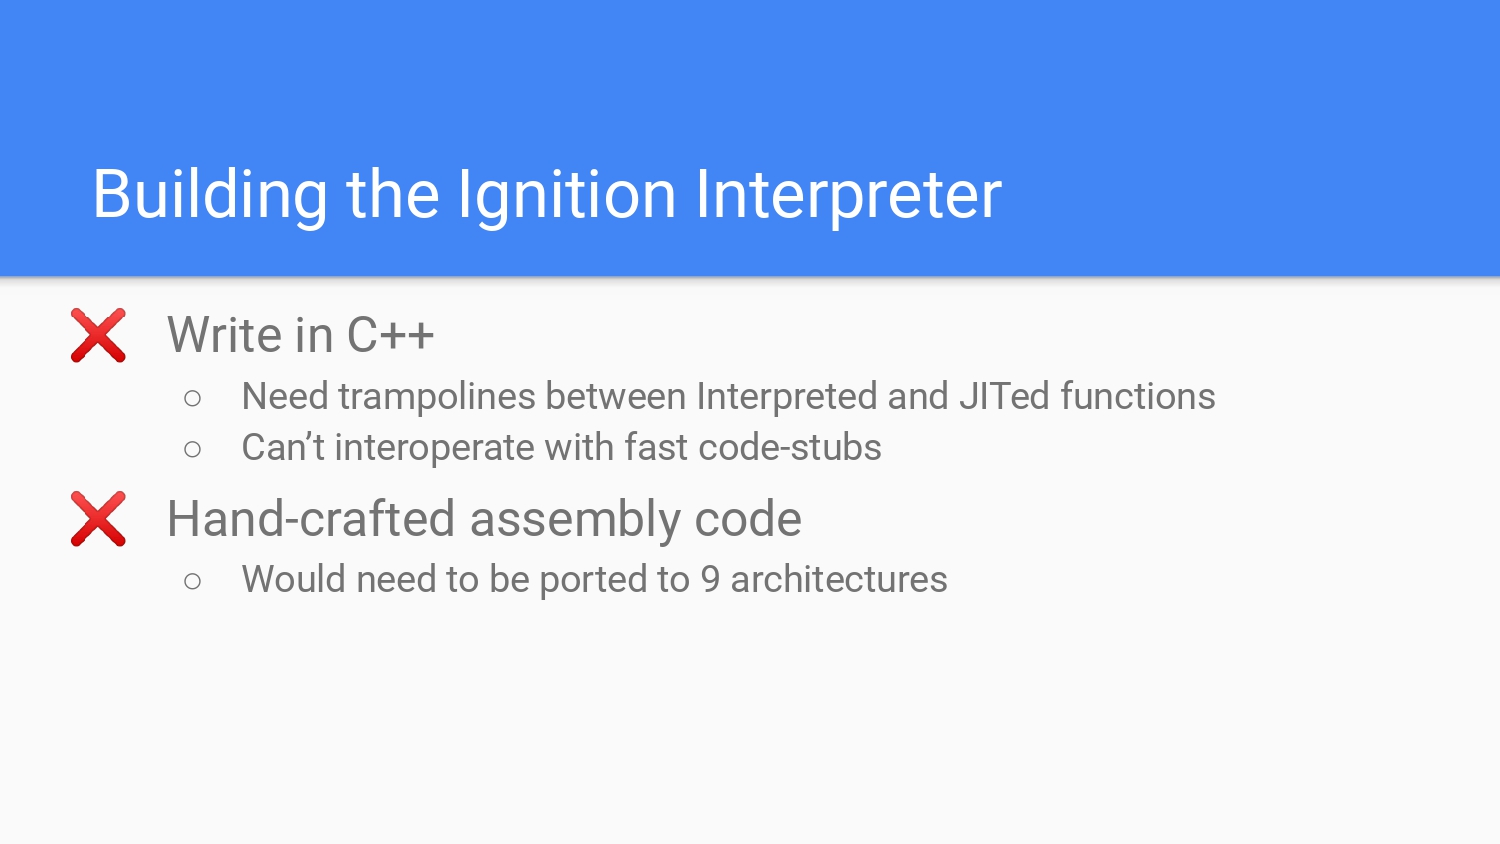 Building the Ignition Interpreter
❌ Write in C++
○ Need trampolines between Interpreted and JITed functions
○ Can’t interoperate with fast code-stubs
❌ Hand-crafted assembly code
○ Would need to be ported to 9 architectures